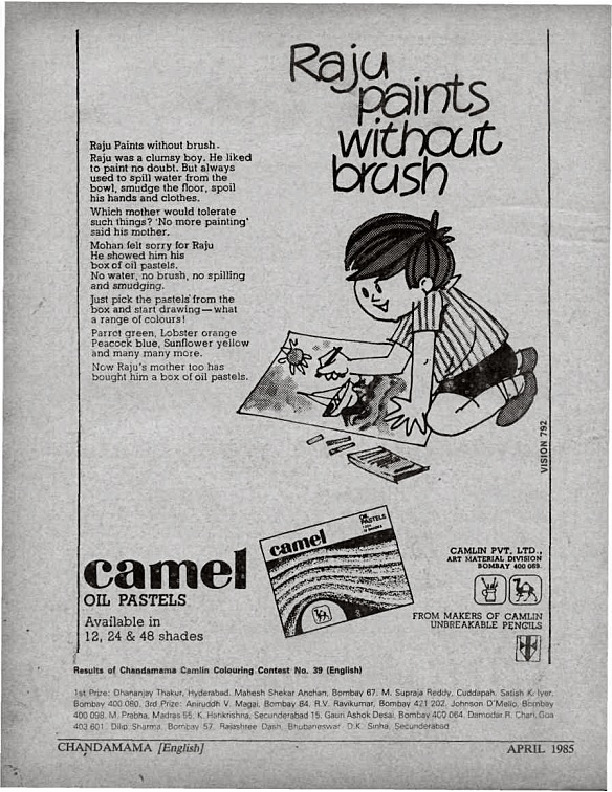 Raju
paints
without
brush
Raju Paints without brush.
Raju was a clumsy boy. He liked
to paint no doubt. But always
used to spill water from the
bowl, smudge the floor, spoil
his hands and clothes.
Which mother would tolerate
such things? 'No more painting'
said his mother.
Mohan felt sorry for Raju
He showed him his
box of oil pastels.
No water, no brush, no spilling
and smudging.
Just pick the pastels from the
box and start drawing—what
a range of colours!
Parrot green, Lobster orange
Peacock blue, Sunflower yellow
and many many more.
Now Raju's mother too has
bought him a box of oil pastels.
VISION 792
camel
OIL PASTELS
Available in
12, 24 & 48 shades
camel
OIL
PASTELS
CAMLIN PVT. LTD.,
ART MATERIAL DIVISION
BOMBAY 400 059.
FROM MAKERS OF CAMLIN
UNBREAKABLE PENCILS
Results of Chandamama Camlin Colouring Contest No. 39 (English)
1st Prize: Dhananjay Thakur, Hyderabad. Mahesh Shekar Anchan, Bombay 67. M. Supraja Reddy, Cuddapah. Satish K. Iyer,
Bombay 400 080. 3rd Prize: Aniruddh V. Magal, Bombay 84. R.V. Ravikumar, Bombay 421 202. Johnson D'Mello, Bombay
400 098. M. Prabha, Madras 55. K. Harikrishna, Secunderabad 15. Gauri Ashok Desai, Bombay 400 064. Damodar R. Chari, Goa
403 601. Dilip Sharma, Bombay 57. Rajashree Dash, Bhubaneswar. D.K. Sinha, Secunderabad.
CHANDAMAMA [English]
APRIL 1985